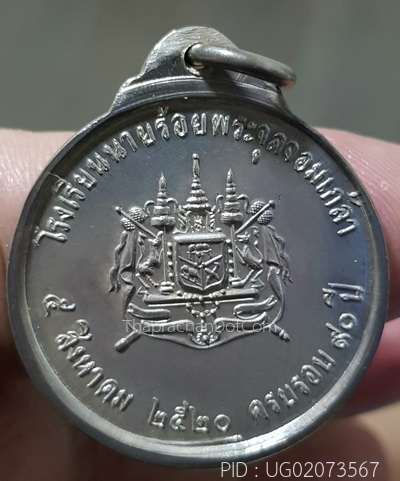 โรงเรียนนายร้อยพระจุลจอมเกล้า
๕ สิงหาคม ๒๕๒๐ ครบรอบ ๙๐ ปี
ThaprachanDotCom
PID : UG02073567